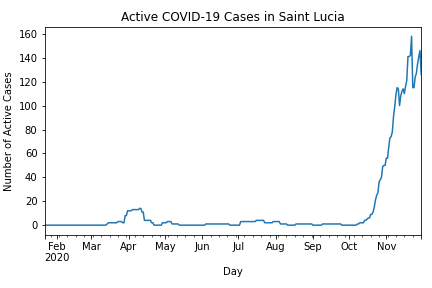 Active COVID-19 Cases in Saint Lucia
Number of Active Cases
160
140
120
100
80
60
40
20
0
Feb Mar Apr May Jun Jul Aug Sep Oct Nov
2020
Day